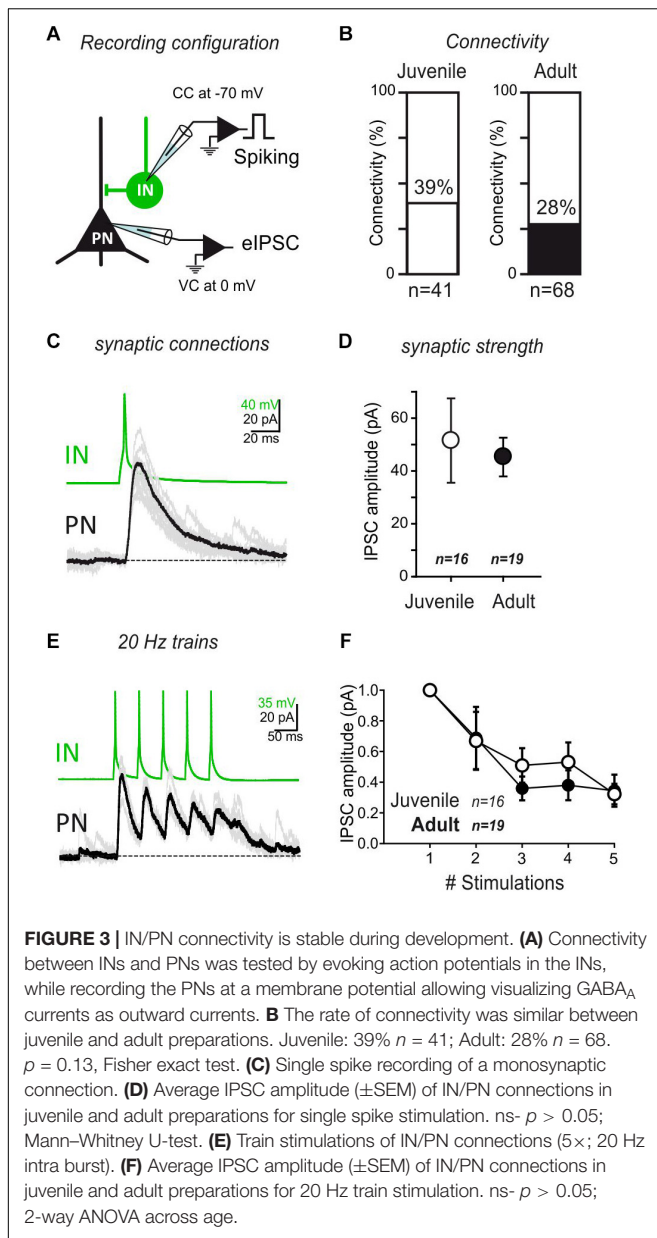 A Recording configuration
CC at -70 mV
Spiking
IN
PN
eIPSC
VC at 0 mV
B Connectivity
Juvenile
Adult
100
Connectivity (%)
39%
0
n=41
100
Connectivity (%)
28%
0
n=68
C synaptic connections
40 mV
20 pA
20 ms
IN
PN
D synaptic strength
IPSC amplitude (pA)
60
40
20
0
n=16
n=19
Juvenile
Adult
E 20 Hz trains
35 mV
20 pA
50 ms
IN
PN
F
IPSC amplitude (pA)
1.0
0.8
0.6
0.4
0.2
0.0
Juvenile n=16
Adult n=19
1 2 3 4 5
# Stimulations
FIGURE 3 | IN/PN connectivity is stable during development. (A) Connectivity
between INs and PNs was tested by evoking action potentials in the INs,
while recording the PNs at a membrane potential allowing visualizing GABAA
currents as outward currents. B The rate of connectivity was similar between
juvenile and adult preparations. Juvenile: 39% n = 41; Adult: 28% n = 68.
p = 0.13, Fisher exact test. (C) Single spike recording of a monosynaptic
connection. (D) Average IPSC amplitude (±SEM) of IN/PN connections in
juvenile and adult preparations for single spike stimulation. ns- p > 0.05;
Mann–Whitney U-test. (E) Train stimulations of IN/PN connections (5×; 20 Hz
intra burst). (F) Average IPSC amplitude (±SEM) of IN/PN connections in
juvenile and adult preparations for 20 Hz train stimulation. ns- p > 0.05;
2-way ANOVA across age.